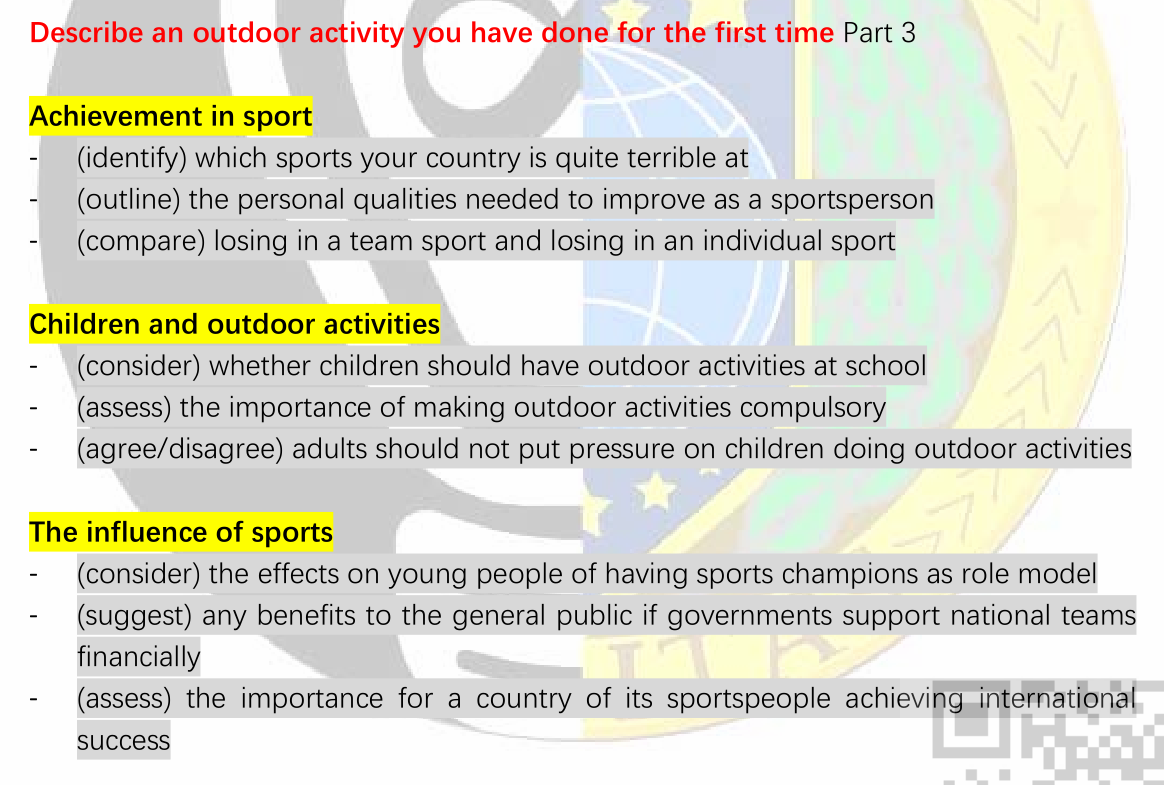 Describe an outdoor activity you have done for the first time Part 3
Achievement in sport
- (identify) which sports your country is quite terrible at
- (outline) the personal qualities needed to improve as a sportsperson
- (compare) losing in a team sport and losing in an individual sport
Children and outdoor activities
- (consider) whether children should have outdoor activities at school
- (assess) the importance of making outdoor activities compulsory
- (agree/disagree) adults should not put pressure on children doing outdoor activities
The influence of sports
- (consider) the effects on young people of having sports champions as role model
- (suggest) any benefits to the general public if governments support national teams
financially
- (assess) the importance for a country of its sportspeople achieving international
success